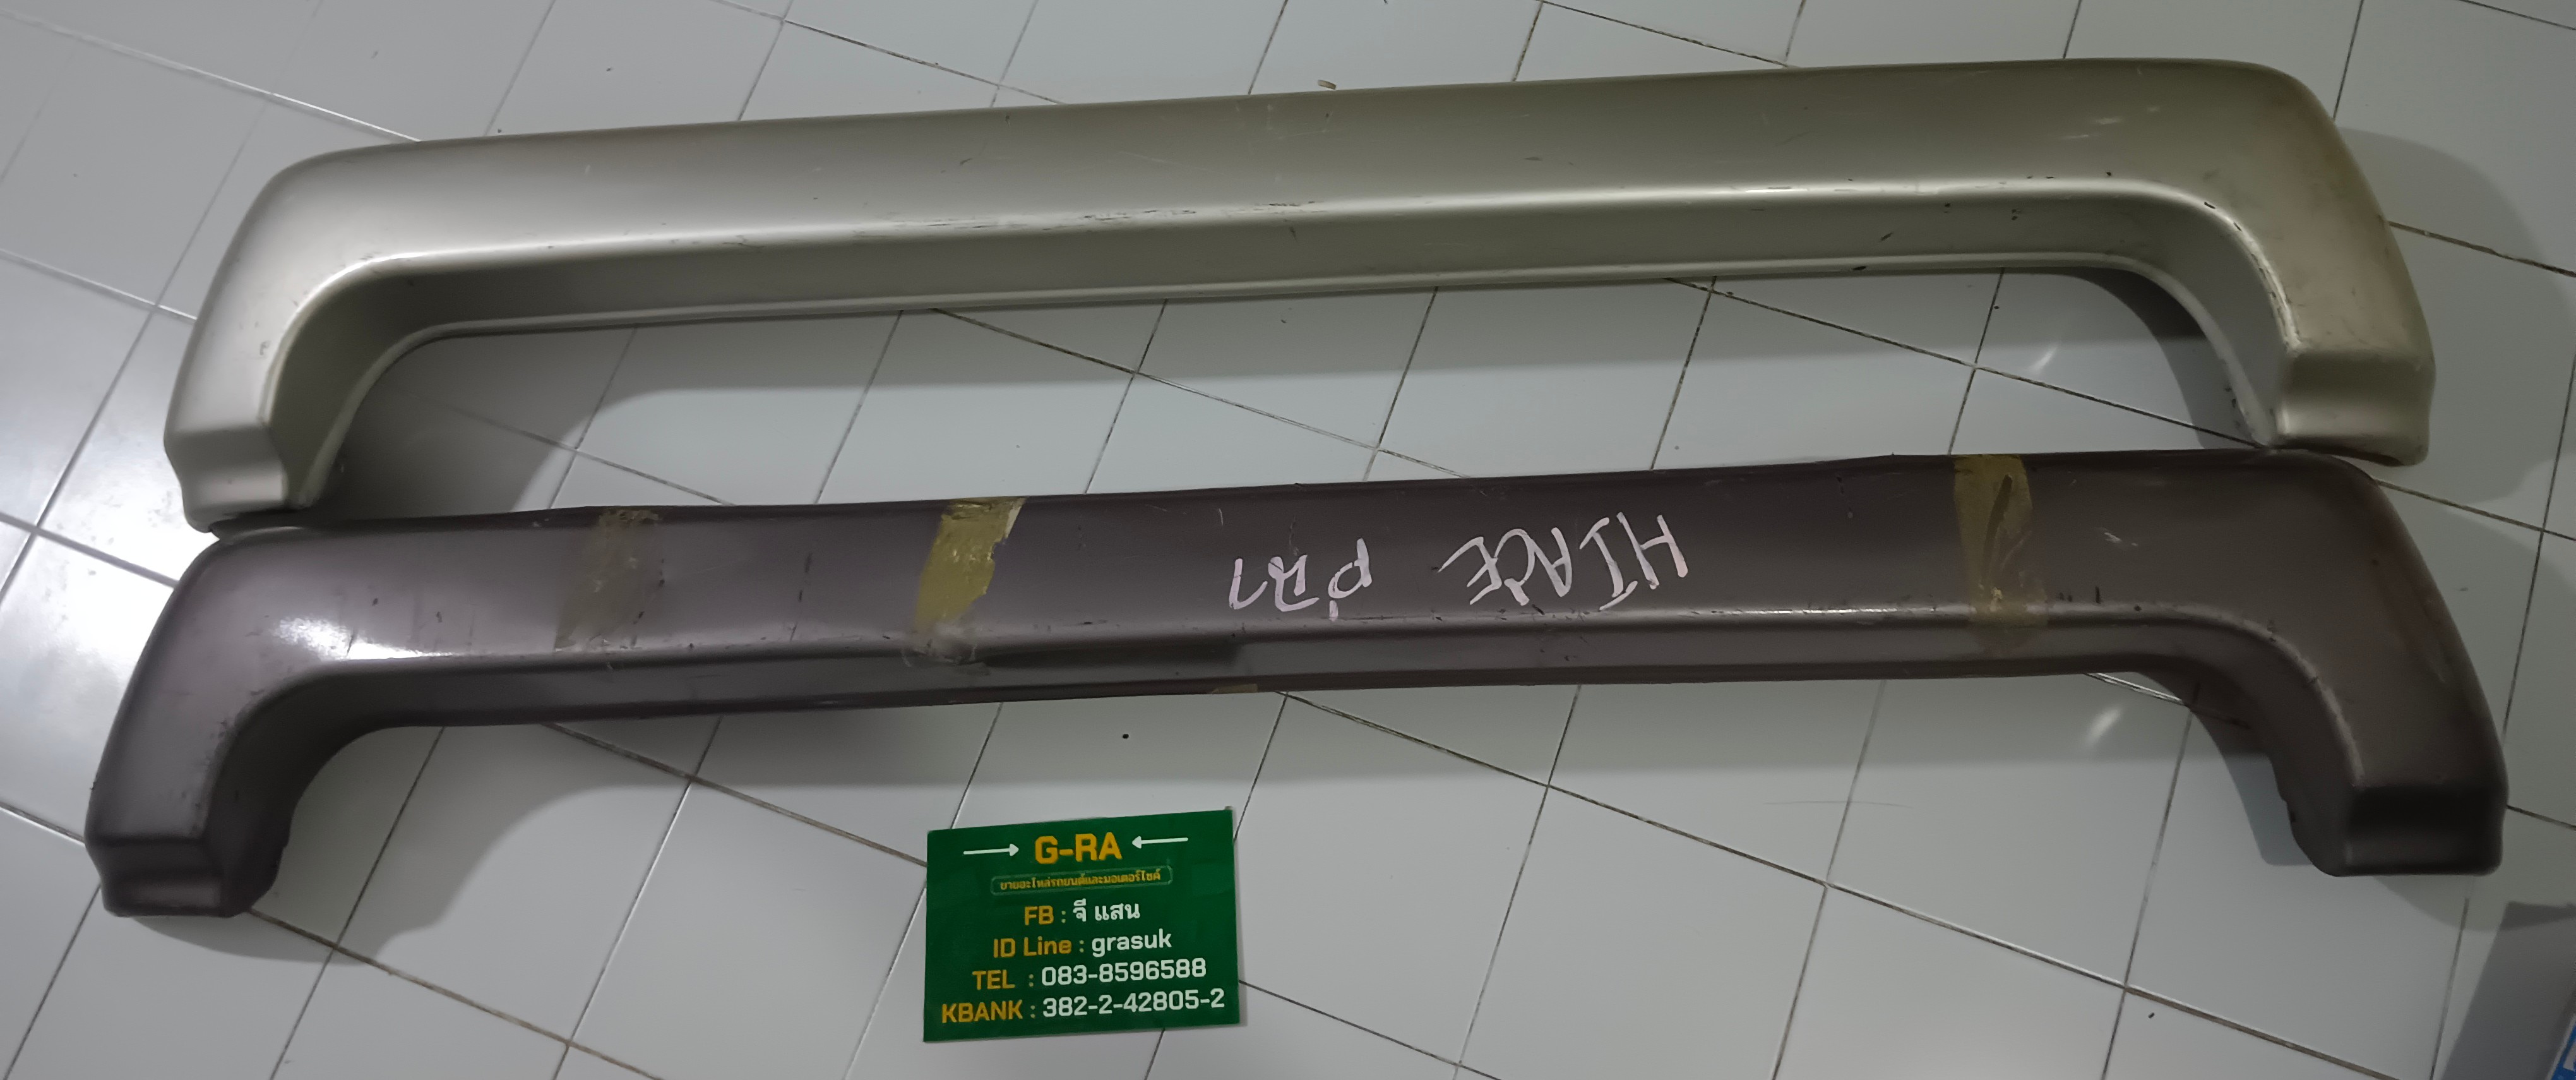 HIACE
G-RA
ขายอะไหล่รถยนต์และมอเตอร์ไซค์
FB : จี แสน
ID Line : grasuk
TEL : 083-8596588
KBANK : 382-2-42805-2